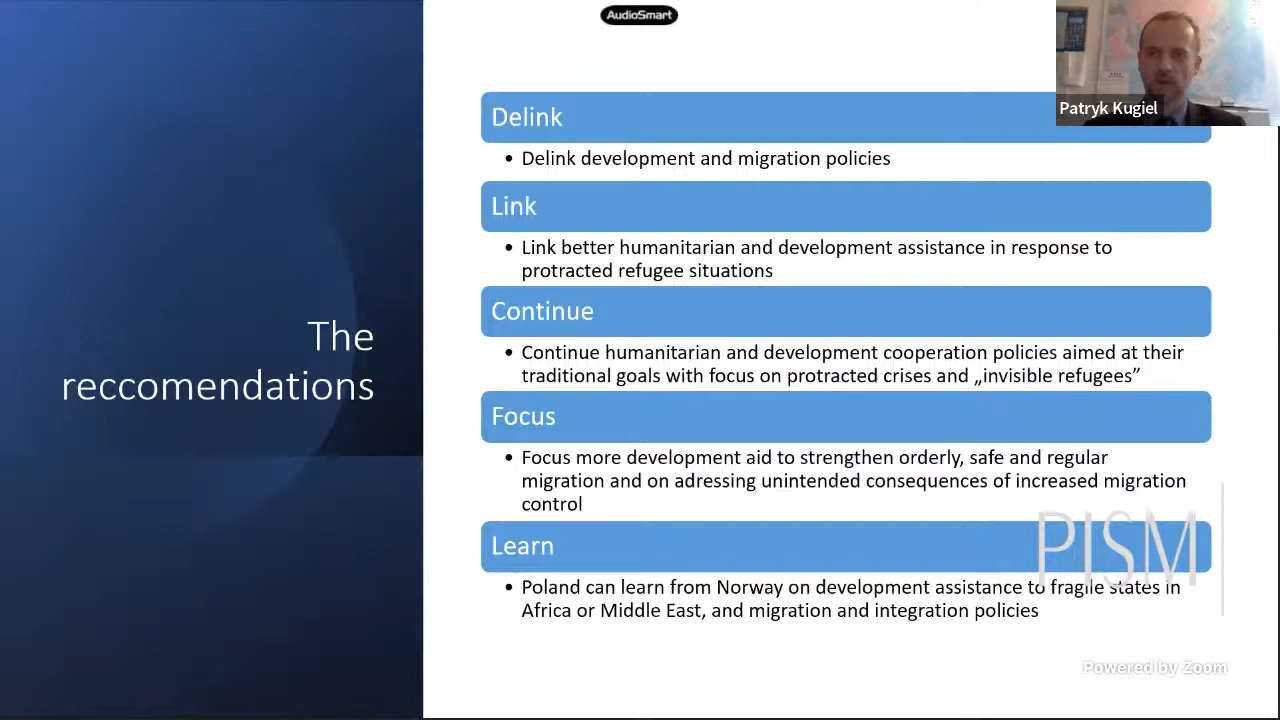 AudioSmart
Patryk Kugiel
The
reccomendations
Delink
• Delink development and migration policies
Link
• Link better humanitarian and development assistance in response to
protracted refugee situations
Continue
• Continue humanitarian and development cooperation policies aimed at their
traditional goals with focus on protracted crises and „invisible refugees”
Focus
• Focus more development aid to strengthen orderly, safe and regular
migration and on adressing unintended consequences of increased migration
control
Learn
• Poland can learn from Norway on development assistance to fragile states in
Africa or Middle East, and migration and integration policies
PISM
Powered by Zoom